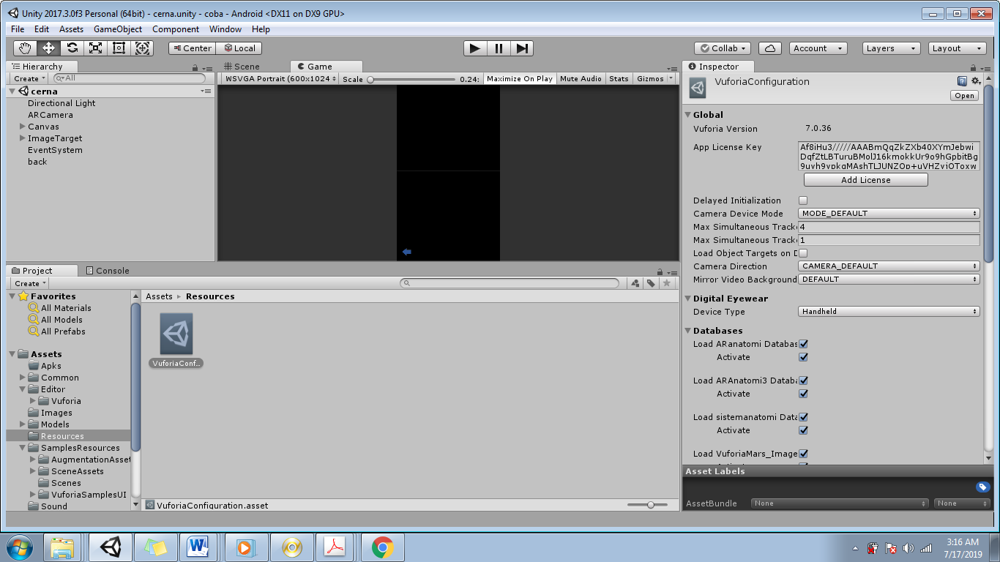 Unity 2017.3.0f3 Personal (64bit) - cerna.unity - coba - Android <DX11 on DX9 GPU>
File Edit Assets GameObject Component Window Help
Center Local Collab Account Layers Layout
Hierarchy
Create All
cerna
Directional Light
ARCamera
Canvas
ImageTarget
EventSystem
back
Scene Game
WSVGA Portrait (600x1024 Scale 0.24: Maximize On Play Mute Audio Stats Gizmos
Inspector
VuforiaConfiguration
Open
Global
Vuforia Version 7.0.36
App License Key
Af8iHu3/////AAABmQqZkZXb40XYmJebwi
DqfZtLBTuruBMolJ16kmokkUr9o9hGpbitBg
Add License
Delayed Initialization
Camera Device Mode MODE_DEFAULT
Max Simultaneous Tracke 4
Max Simultaneous Tracke 1
Load Object Targets on D
Camera Direction CAMERA_DEFAULT
Mirror Video Background DEFAULT
Digital Eyewear
Device Type Handheld
Databases
Load ARanatomi Databas
Activate
Load ARAnatomi3 Databa
Activate
Load sistemanatomi Data
Activate
Load VuforiaMars_Image
Asset Labels
AssetBundle None None
Project Console
Create
Favorites
All Materials
All Models
All Prefabs
Assets
Apks
Common
Editor
Vuforia
Images
Models
Resources
SamplesResources
AugmentationAsset
SceneAssets
Scenes
VuforiaSamplesUI
Sound
Assets ▸ Resources
VuforiaConf...
VuforiaConfiguration.asset
3:16 AM
7/17/2019